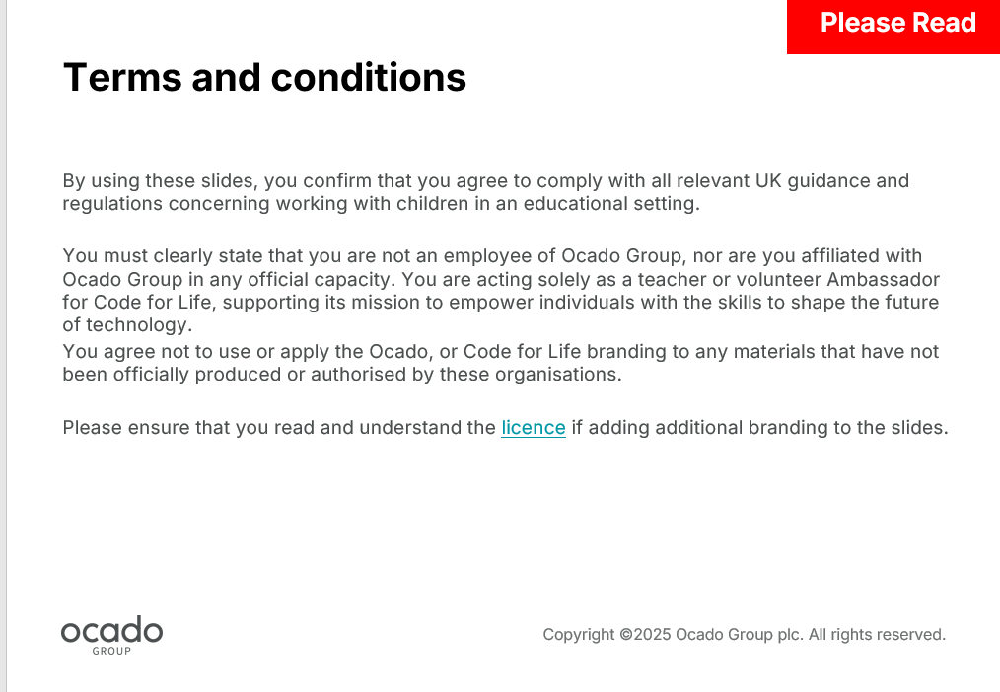 Please Read
Terms and conditions
By using these slides, you confirm that you agree to comply with all relevant UK guidance and
regulations concerning working with children in an educational setting.
You must clearly state that you are not an employee of Ocado Group, nor are you affiliated with
Ocado Group in any official capacity. You are acting solely as a teacher or volunteer Ambassador
for Code for Life, supporting its mission to empower individuals with the skills to shape the future
of technology.
You agree not to use or apply the Ocado, or Code for Life branding to any materials that have not
been officially produced or authorised by these organisations.
Please ensure that you read and understand the licence if adding additional branding to the slides.
ocado
GROUP
Copyright ©2025 Ocado Group plc. All rights reserved.